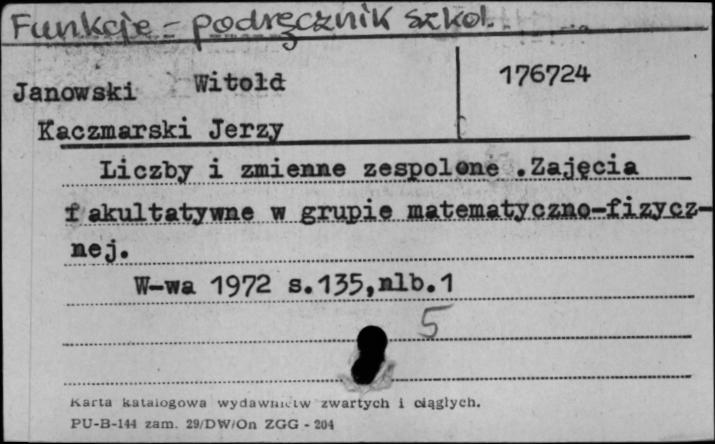 Funkcje - podręcznik szkol.
Janowski Witold 176724
Kaczmarski Jerzy
Liczby i zmienne zespolone .Zajęcia
fakultatywne w grupie matematyczno-fizycz-
nej.
W-wa 1972 s.135,nlb.1
5
Karta katalogowa wydawnictw zwartych i ciągłych.
PU-B-144 zam. 29/DW/On ZGG - 204